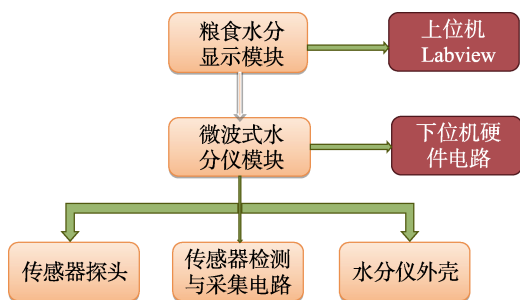 粮食水分
显示模块
上位机
Labview
微波式水
分仪模块
下位机硬
件电路
传感器探头
传感器检测
与采集电路
水分仪外壳